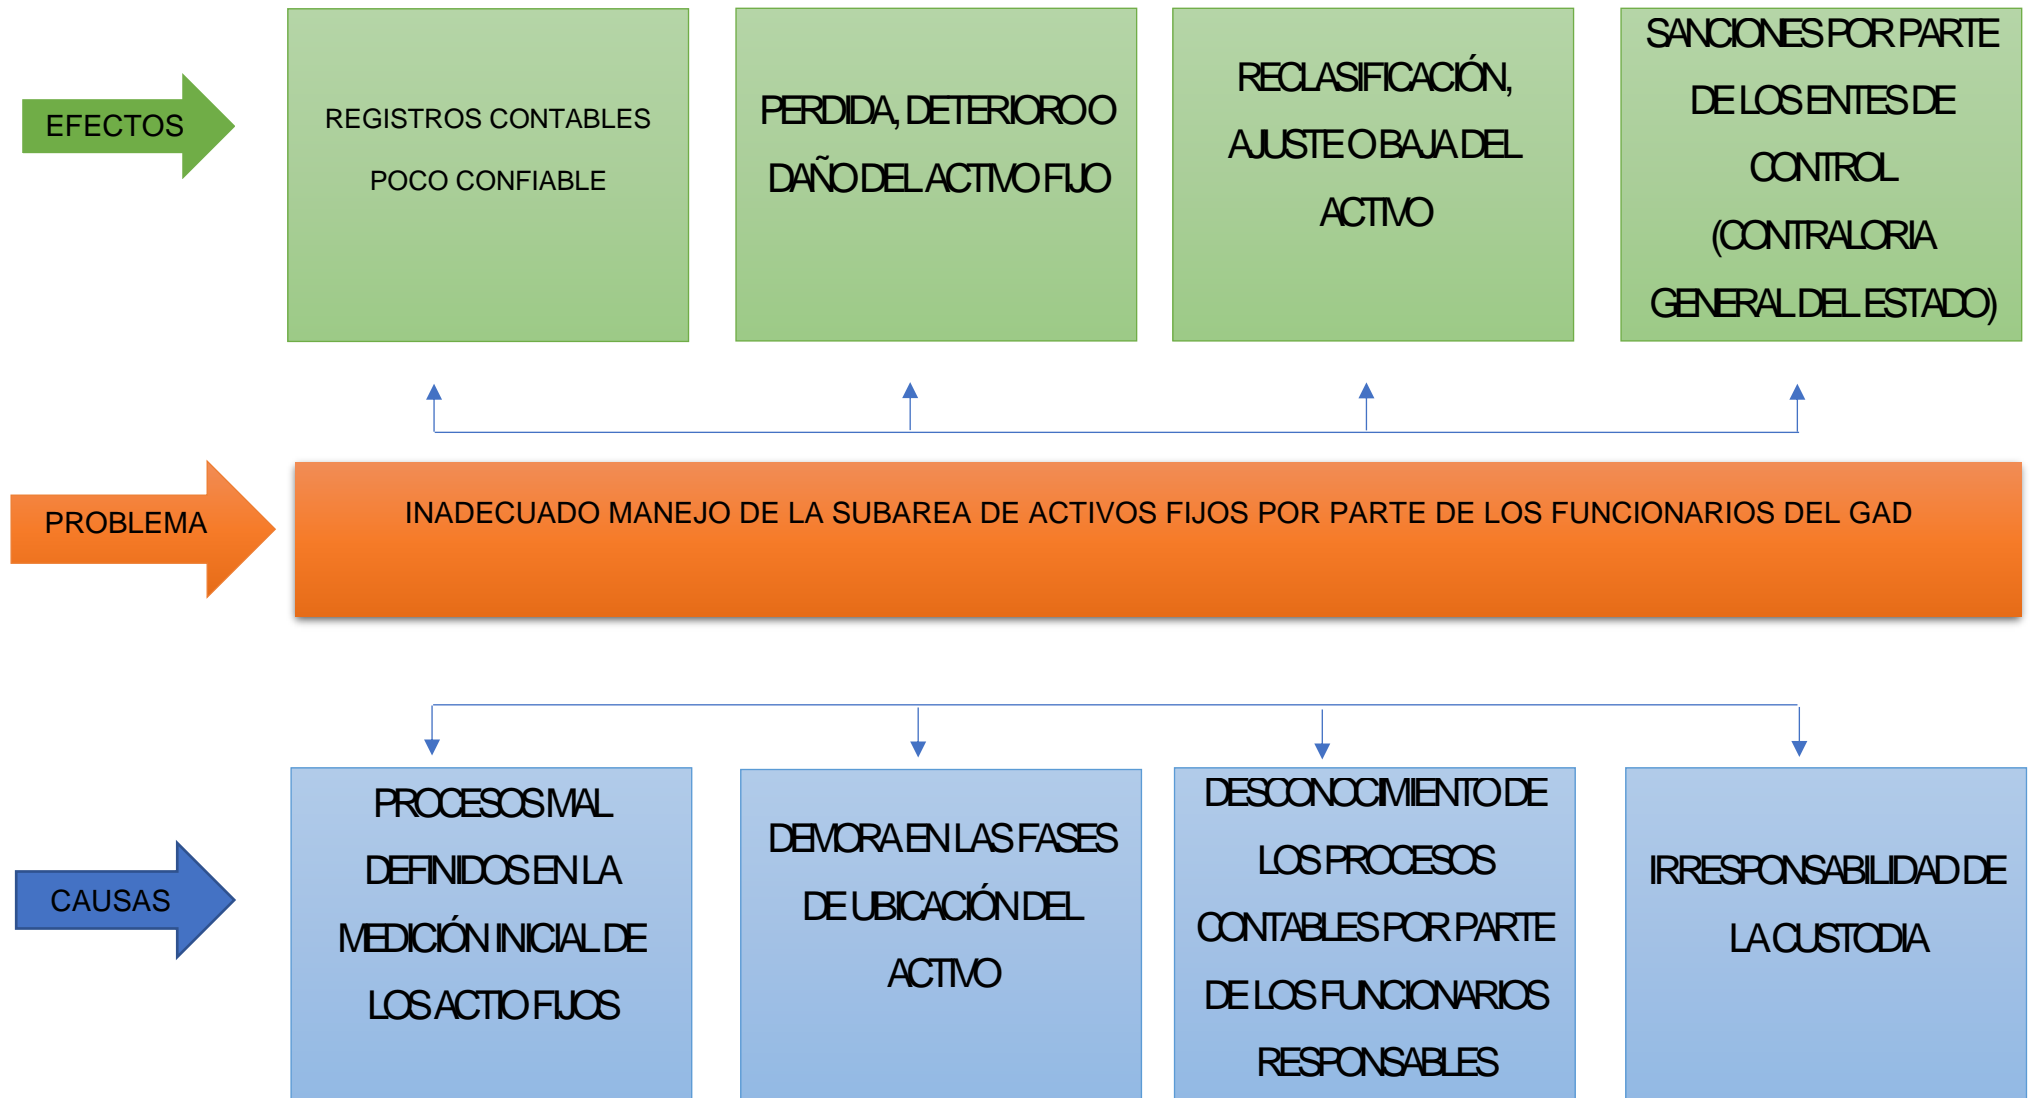 EFECTOS
REGISTROS CONTABLES
POCO CONFIABLE
PERDIDA, DETERIORO O
DAÑO DEL ACTIVO FIJO
RECLASIFICACIÓN,
AJUSTE O BAJA DEL
ACTIVO
SANCIONES POR PARTE
DE LOS ENTES DE
CONTROL
(CONTRALORIA
GENERAL DEL ESTADO)
PROBLEMA
INADECUADO MANEJO DE LA SUBAREA DE ACTIVOS FIJOS POR PARTE DE LOS FUNCIONARIOS DEL GAD
CAUSAS
PROCESOS MAL
DEFINIDOS EN LA
MEDICIÓN INICIAL DE
LOS ACTIO FIJOS
DEMORA EN LAS FASES
DE UBICACIÓN DEL
ACTIVO
DESCONOCIMIENTO DE
LOS PROCESOS
CONTABLES POR PARTE
DE LOS FUNCIONARIOS
RESPONSABLES
IRRESPONSABILIDAD DE
LA CUSTODIA